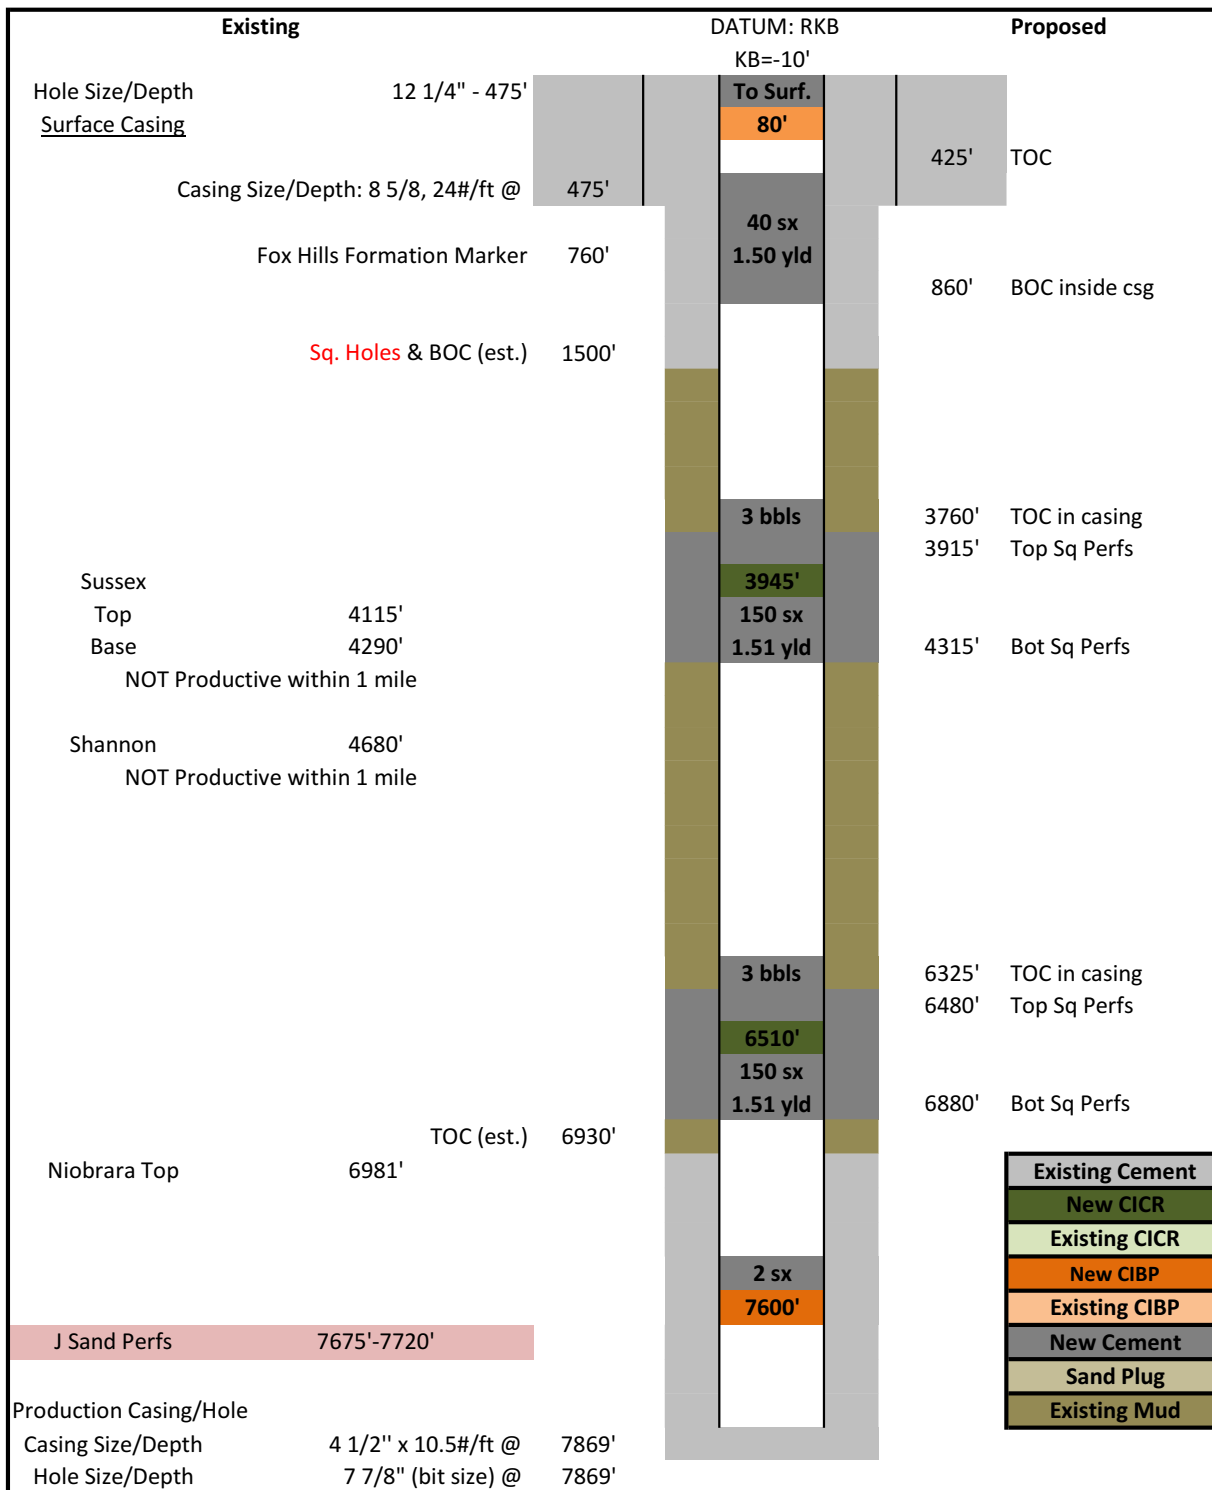 Existing DATUM: RKB Proposed
KB=-10'
Hole Size/Depth 12 1/4" - 475' To Surf.
Surface Casing 80'
425' TOC
Casing Size/Depth: 8 5/8, 24#/ft @ 475'
40 sx
Fox Hills Formation Marker 760' 1.50 yld
860' BOC inside csg
Sq. Holes & BOC (est.) 1500'
3 bbls 3760' TOC in casing
3915' Top Sq Perfs
Sussex 3945'
Top 4115' 150 sx
Base 4290' 1.51 yld 4315' Bot Sq Perfs
NOT Productive within 1 mile
Shannon 4680'
NOT Productive within 1 mile
3 bbls 6325' TOC in casing
6480' Top Sq Perfs
6510'
150 sx
1.51 yld 6880' Bot Sq Perfs
TOC (est.) 6930'
Niobrara Top 6981' Existing Cement
New CICR
Existing CICR
2 sx New CIBP
7600' Existing CIBP
J Sand Perfs 7675'-7720' New Cement
Sand Plug
Production Casing/Hole Existing Mud
Casing Size/Depth 4 1/2'' x 10.5#/ft @ 7869'
Hole Size/Depth 7 7/8" (bit size) @ 7869'